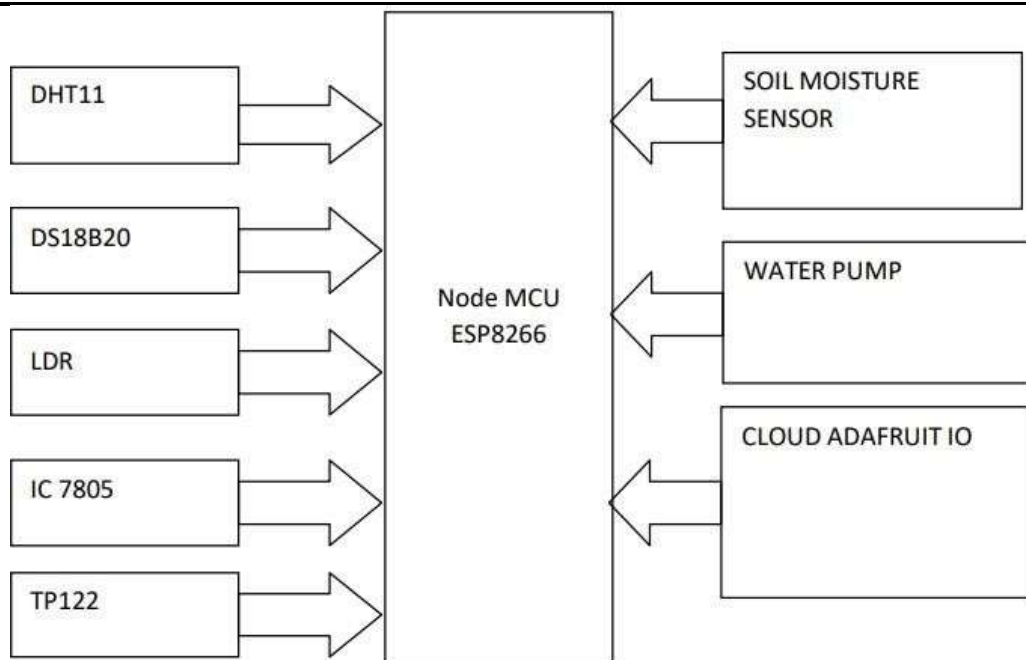 DHT11
DS18B20
LDR
IC 7805
TP122
Node MCU
ESP8266
SOIL MOISTURE
SENSOR
WATER PUMP
CLOUD ADAFRUIT IO